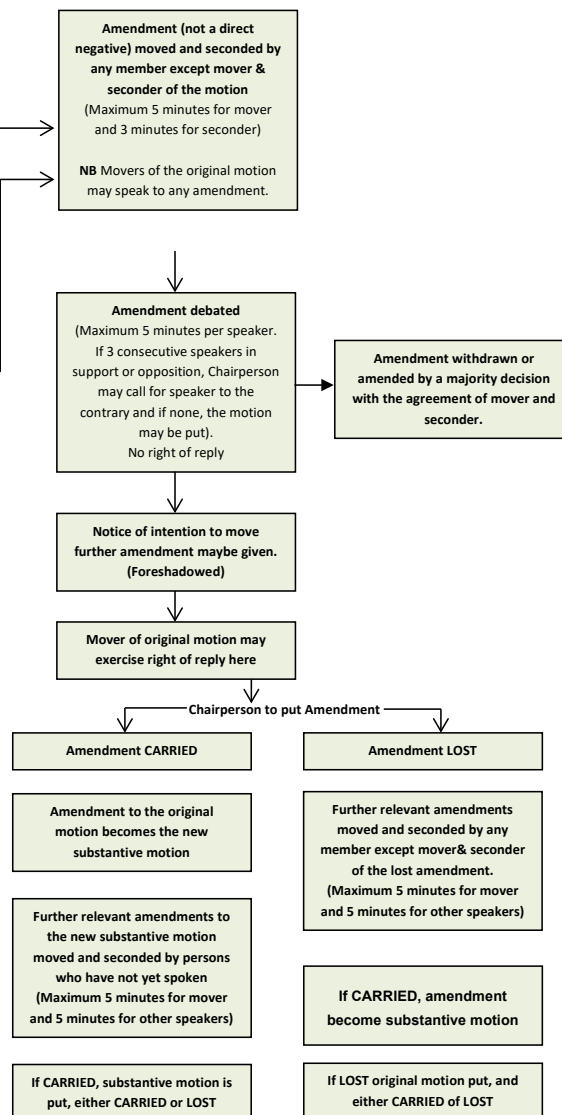 Amendment (not a direct
negative) moved and seconded by
any member except mover &
seconder of the motion
(Maximum 5 minutes for mover
and 3 minutes for seconder)
NB Movers of the original motion
may speak to any amendment.
Amendment debated
(Maximum 5 minutes per speaker.
If 3 consecutive speakers in
support or opposition, Chairperson
may call for speaker to the
contrary and if none, the motion
may be put).
No right of reply
Amendment withdrawn or
amended by a majority decision
with the agreement of mover and
seconder.
Notice of intention to move
further amendment maybe given.
(Foreshadowed)
Mover of original motion may
exercise right of reply here
Chairperson to put Amendment
Amendment CARRIED
Amendment to the original
motion becomes the new
substantive motion
Further relevant amendments to
the new substantive motion
moved and seconded by persons
who have not yet spoken
(Maximum 5 minutes for mover
and 5 minutes for other speakers)
If CARRIED, substantive motion is
put, either CARRIED or LOST
Amendment LOST
Further relevant amendments
moved and seconded by any
member except mover& seconder
of the lost amendment.
(Maximum 5 minutes for mover
and 5 minutes for other speakers)
If CARRIED, amendment
become substantive motion
If LOST original motion put, and
either CARRIED of LOST